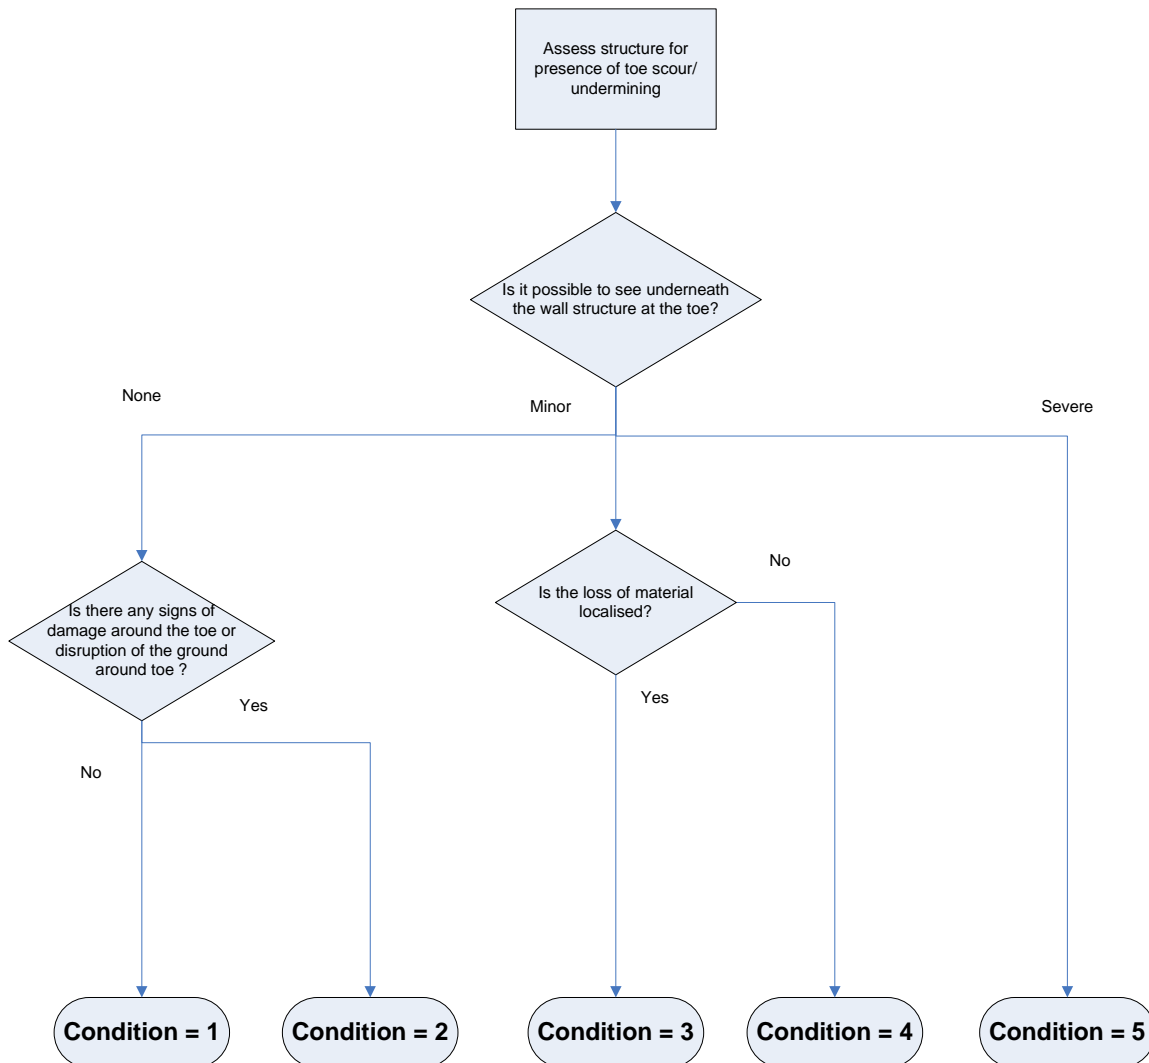 Assess structure for
presence of toe scour/
undermining
Is it possible to see underneath
the wall structure at the toe?
None
Minor
Severe
Is there any signs of
damage around the toe or
disruption of the ground
around toe ?
Is the loss of material
localised?
No
Yes
Yes
No
Condition = 1
Condition = 2
Condition = 3
Condition = 4
Condition = 5